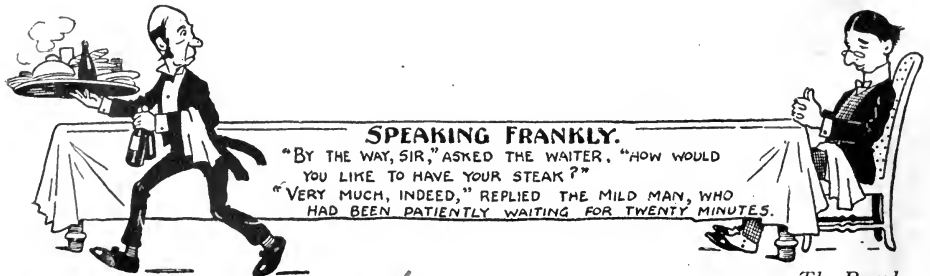 SPEAKING FRANKLY.
"BY THE WAY, SIR," ASKED THE WAITER. "HOW WOULD
YOU LIKE TO HAVE YOUR STEAK?"
"VERY MUCH, INDEED," REPLIED THE MILD MAN, WHO
HAD BEEN PATIENTLY WAITING FOR TWENTY MINUTES.